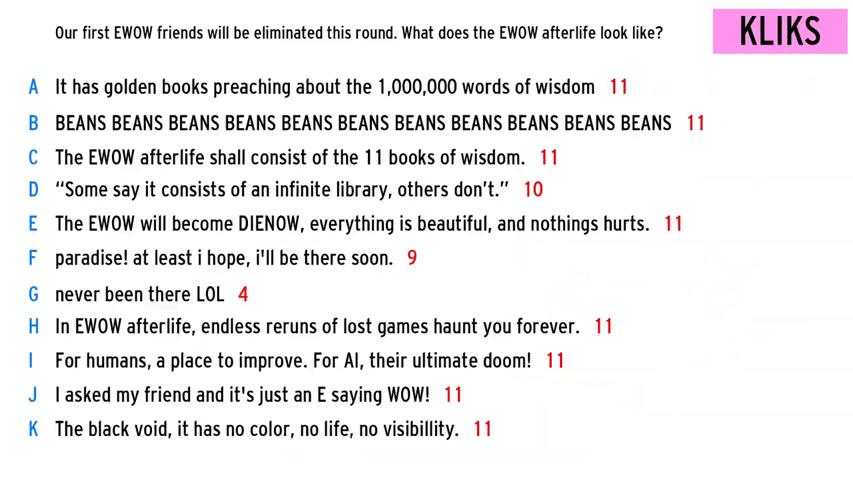 Our first EWOW friends will be eliminated this round. What does the EWOW afterlife look like?
KLIKS
A It has golden books preaching about the 1,000,000 words of wisdom 11
B BEANS BEANS BEANS BEANS BEANS BEANS BEANS BEANS BEANS BEANS BEANS 11
C The EWOW afterlife shall consist of the 11 books of wisdom. 11
D “Some say it consists of an infinite library, others don't.” 10
E The EWOW will become DIENOW, everything is beautiful, and nothings hurts. 11
F paradise! at least i hope, i'll be there soon. 9
G never been there LOL 4
H In EWOW afterlife, endless reruns of lost games haunt you forever. 11
I For humans, a place to improve. For AI, their ultimate doom! 11
J I asked my friend and it's just an E saying WOW! 11
K The black void, it has no color, no life, no visibillity. 11